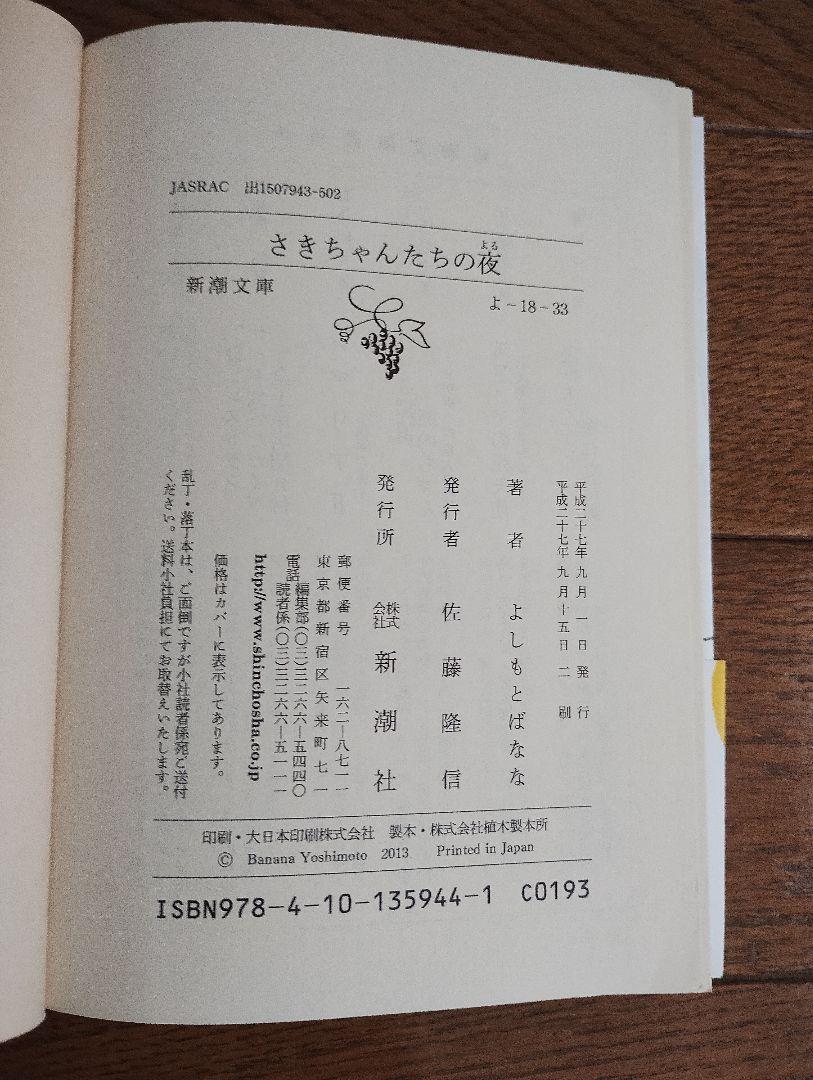 JASRAC 出1507943-502
さきちゃんたちの夜
よる
新潮文庫
よ-18-33
平成二十七年九月一日発行
平成二十七年九月十五日二刷
著者 よしもとばなな
発行者 佐藤隆信
発行所 株式会社 新潮社
郵便番号 一六二―八七一一
東京都新宿区矢来町七一
電話 編集部(〇三)三二六六―五四四〇
読者係(〇三)三二六六―五一一一
http://www.shinchosha.co.jp
価格はカバーに表示してあります。
乱丁・落丁本は、ご面倒ですが小社読者係宛ご送付
ください。送料小社負担にてお取替えいたします。
印刷・大日本印刷株式会社 製本・株式会社植木製本所
© Banana Yoshimoto 2013 Printed in Japan
ISBN978-4-10-135944-1 C0193